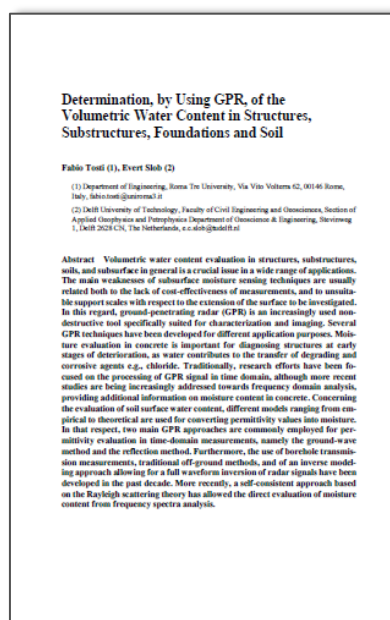 Determination, by Using GPR, of the
Volumetric Water Content in Structures,
Substructures, Foundations and Soil
Fabio Tosti (1), Evert Slob (2)
(1) Department of Engineering, Roma Tre University, Via Vito Volterra 62, 00146 Rome,
Italy, fabio.tosti@uniroma3.it
(2) Delft University of Technology, Faculty of Civil Engineering and Geosciences, Section of
Applied Geophysics and Petrophysics Department of Geoscience & Engineering, Stevinweg
1, Delft 2628 CN, The Netherlands, e.c.slob@tudelft.nl
Abstract Volumetric water content evaluation in structures, substructures,
soils, and subsurface in general is a crucial issue in a wide range of applications.
The main weaknesses of subsurface moisture sensing techniques are usually
related both to the lack of cost-effectiveness of measurements, and to unsuita-
ble support scales with respect to the extension of the surface to be investigated.
In this regard, ground-penetrating radar (GPR) is an increasingly used non-
destructive tool specifically suited for characterization and imaging. Several
GPR techniques have been developed for different application purposes. Mois-
ture evaluation in concrete is important for diagnosing structures at early
stages of deterioration, as water contributes to the transfer of degrading and
corrosive agents e.g., chloride. Traditionally, research efforts have been fo-
cused on the processing of GPR signal in time domain, although more recent
studies are being increasingly addressed towards frequency domain analysis,
providing additional information on moisture content in concrete. Concerning
the evaluation of soil surface water content, different models ranging from em-
pirical to theoretical are used for converting permittivity values into moisture.
In that respect, two main GPR approaches are commonly employed for per-
mittivity evaluation in time-domain measurements, namely the ground-wave
method and the reflection method. Furthermore, the use of borehole transmis-
sion measurements, traditional off-ground methods, and of an inverse model-
ing approach allowing for a full waveform inversion of radar signals have been
developed in the past decade. More recently, a self-consistent approach based
on the Rayleigh scattering theory has allowed the direct evaluation of moisture
content from frequency spectra analysis.